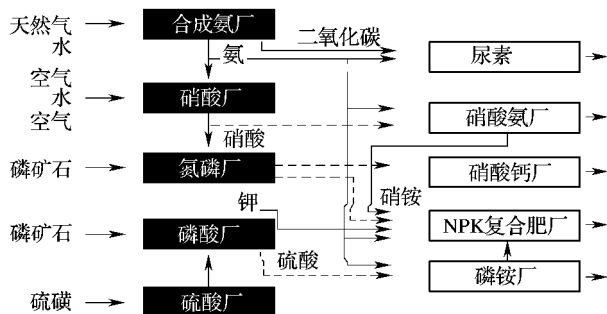 天然气
水
合成氨厂
二氧化碳
氨
尿素
空气
水
空气
硝酸厂
硝酸氨厂
硝酸
磷矿石
氮磷厂
硝酸钙厂
硝铵
钾
磷矿石
磷酸厂
NPK复合肥厂
硫酸
磷铵厂
硫磺
硫酸厂